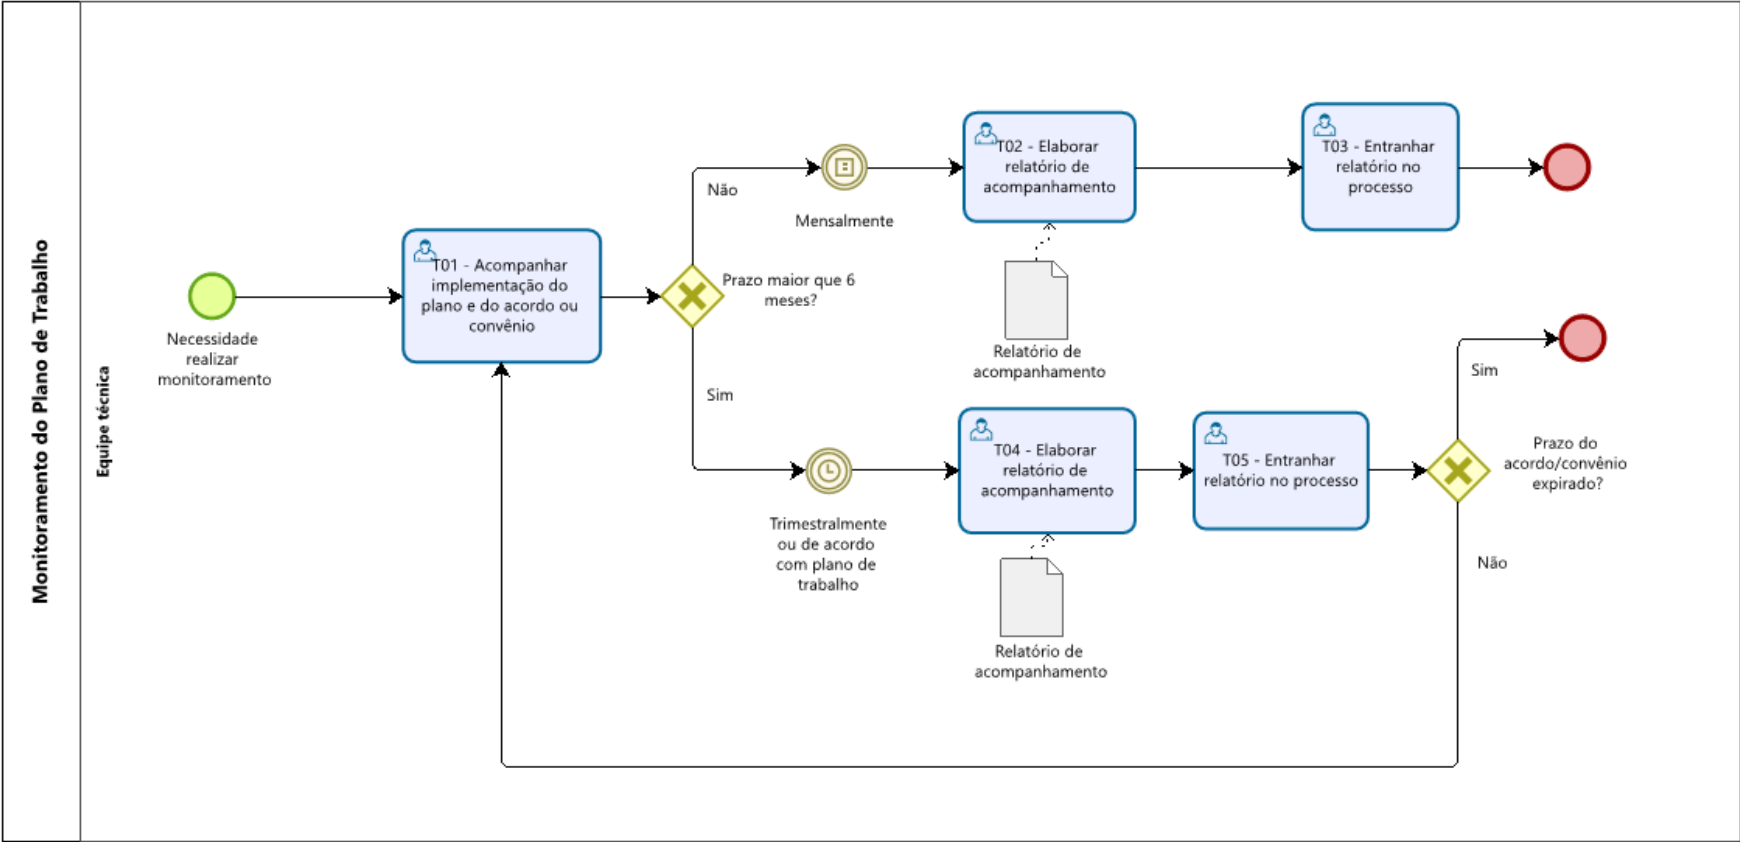 Monitoramento do Plano de Trabalho
Equipe técnica
Necessidade
realizar
monitoramento
T01 - Acompanhar
implementação do
plano e do acordo ou
convênio
Prazo maior que 6
meses?
Não
Mensalmente
T02 - Elaborar
relatório de
acompanhamento
Relatório de
acompanhamento
T03 - Entranhar
relatório no
processo
Sim
Trimestralmente
ou de acordo
com plano de
trabalho
T04 - Elaborar
relatório de
acompanhamento
Relatório de
acompanhamento
T05 - Entranhar
relatório no processo
Prazo do
acordo/convênio
expirado?
Sim
Não